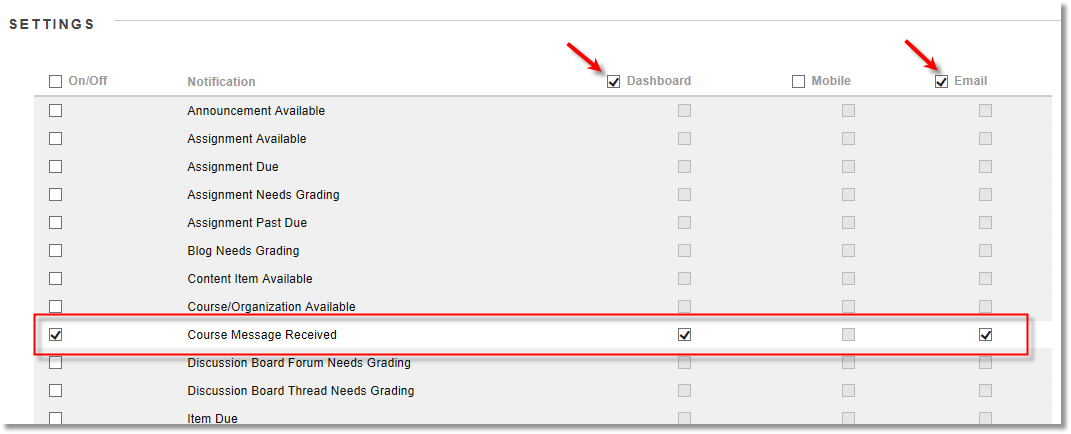 SETTINGS
On/Off Notification Dashboard Mobile Email
Announcement Available
Assignment Available
Assignment Due
Assignment Needs Grading
Assignment Past Due
Blog Needs Grading
Content Item Available
Course/Organization Available
Course Message Received
Discussion Board Forum Needs Grading
Discussion Board Thread Needs Grading
Item Due